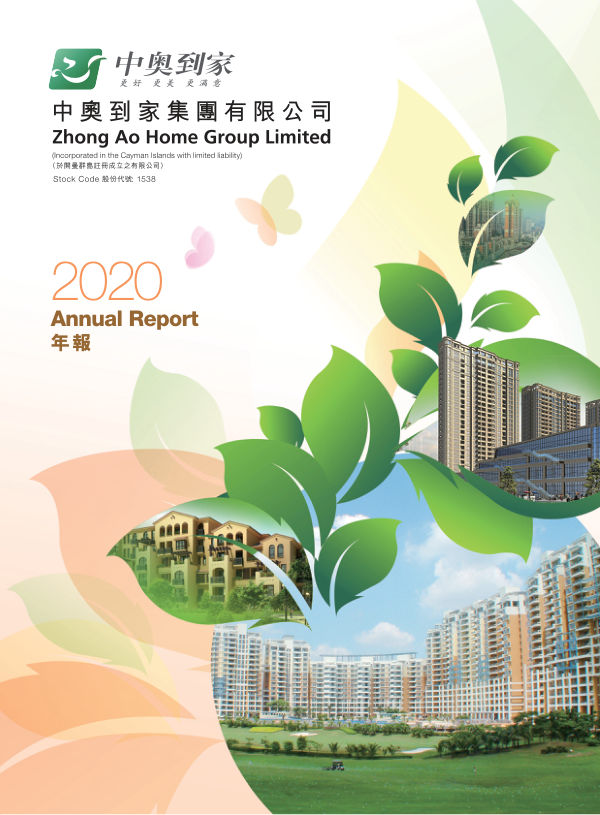 中奥到家
更好 更美 更滿意
中奧到家集團有限公司
Zhong Ao Home Group Limited
(Incorporated in the Cayman Islands with limited liability)
(於開曼群島註冊成立之有限公司)
Stock Code 股份代號: 1538
2020
Annual Report
年報